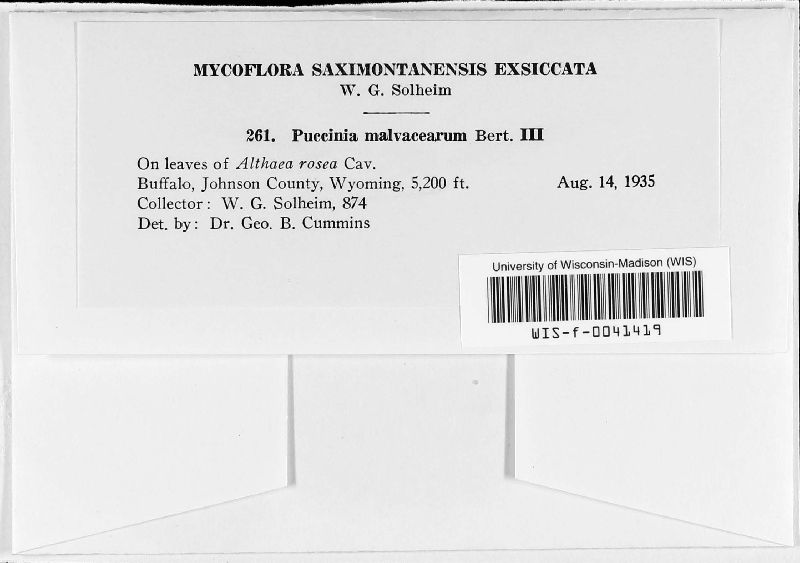 MYCOFLORA SAXIMONTANENSIS EXSICCATA
W. G. Solheim
261. Puccinia malvacearum Bert. III
On leaves of Althaea rosea Cav.
Buffalo, Johnson County, Wyoming, 5,200 ft. Aug. 14, 1935
Collector: W. G. Solheim, 874
Det. by: Dr. Geo. B. Cummins
University of Wisconsin-Madison (WIS)
WIS-f-0041419